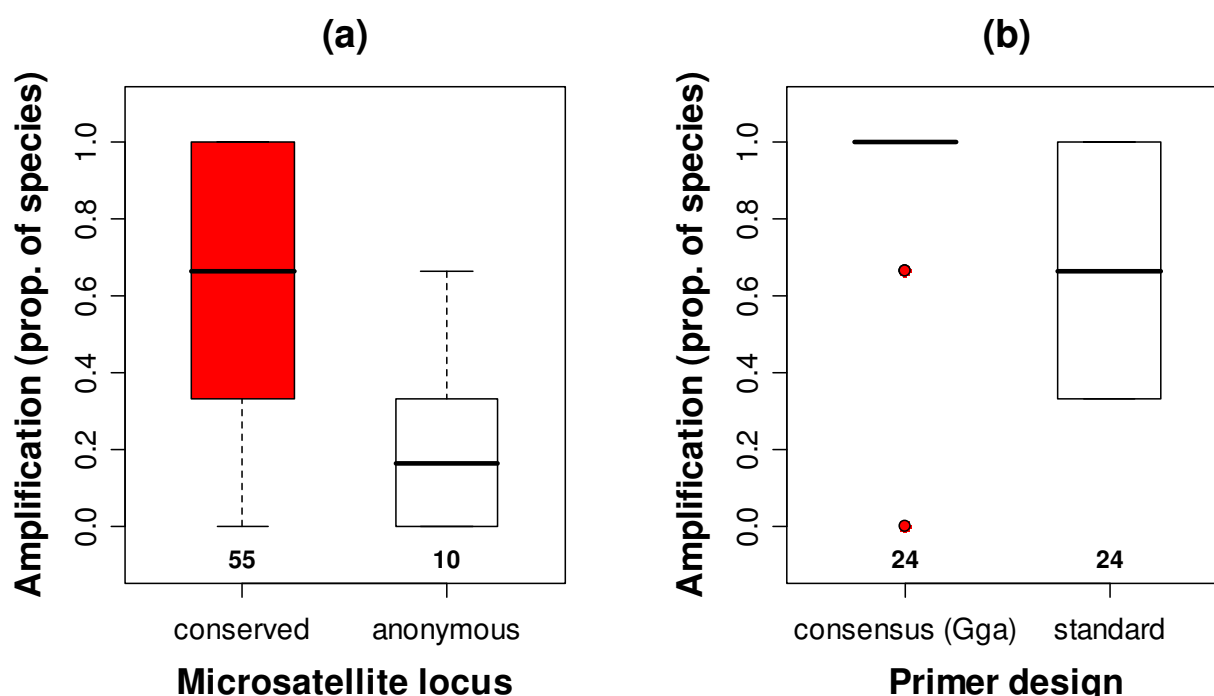 (a)
Amplification (prop. of species)
1.0
0.8
0.6
0.4
0.2
0.0
55 10
conserved anonymous
Microsatellite locus
(b)
Amplification (prop. of species)
1.0
0.8
0.6
0.4
0.2
0.0
24 24
consensus (Gga) standard
Primer design